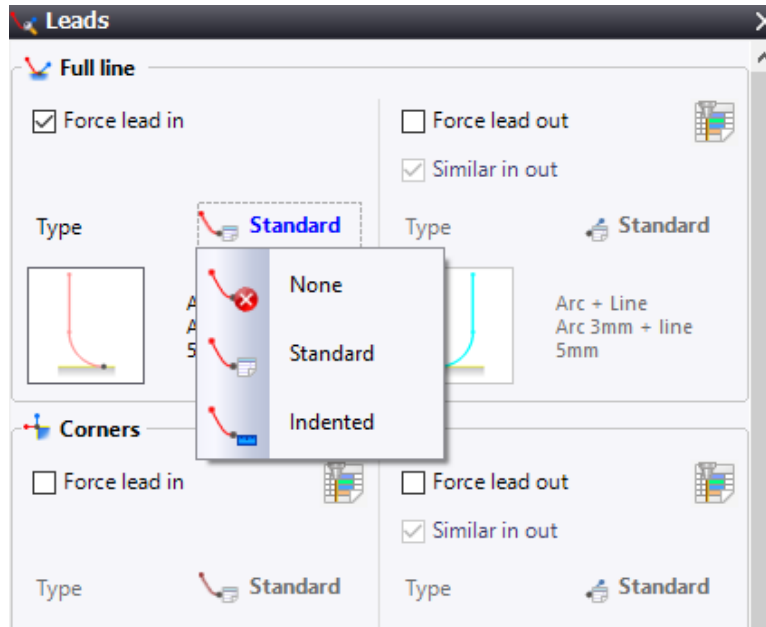 Leads
Full line
Force lead in
Force lead out
Similar in out
Type
Standard
Type
Standard
None
Standard
Indented
Arc + Line
Arc 3mm + line
5mm
Corners
Force lead in
Force lead out
Similar in out
Type
Standard
Type
Standard